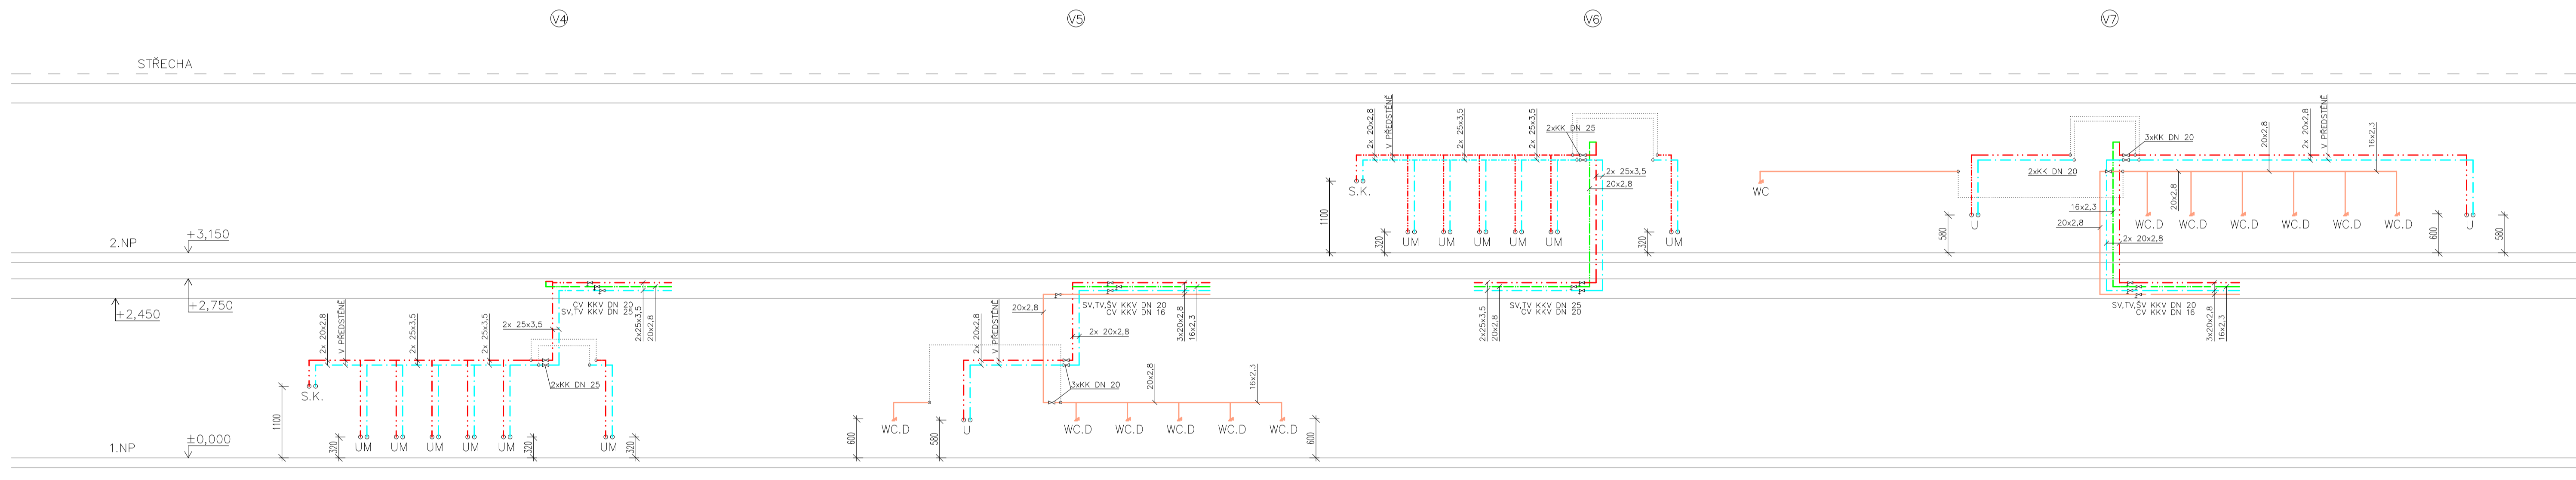 V4
V5
V6
V7
STŘECHA
2.NP
+3,150
+2,750
+2,450
1.NP
±0,000
1100
320
S.K.
2x 20x2,8
V PŘEDSTĚNĚ
2x 25x3,5
2x 25x3,5
2x 25x3,5
UM
UM
UM
UM
UM
320
2xKK DN 25
CV KKV DN 20
SV,TV KKV DN 25
2x25x3,5
20x2,8
UM
320
600
WC.D
580
U
2x 20x2,8
V PŘEDSTĚNĚ
20x2,8
SV,TV,ŠV KKV DN 20
CV KKV DN 16
3x20x2,8
16x2,3
2x 20x2,8
3xKK DN 20
20x2,8
16x2,3
WC.D
WC.D
WC.D
WC.D
WC.D
600
1100
S.K.
320
2x 20x2,8
V PŘEDSTĚNĚ
2x 25x3,5
2x 25x3,5
2xKK DN 25
UM
UM
UM
UM
UM
2x 25x3,5
20x2,8
320
UM
2x25x3,5
20x2,8
SV,TV KKV DN 25
CV KKV DN 20
WC
580
U
2xKK DN 20
3xKK DN 20
16x2,3
20x2,8
2x 20x2,8
20x2,8
20x2,8
2x 20x2,8
V PŘEDSTĚNĚ
16x2,3
WC.D
WC.D
WC.D
WC.D
WC.D
WC.D
600
U
580
SV,TV,ŠV KKV DN 20
CV KKV DN 16
3x20x2,8
16x2,3